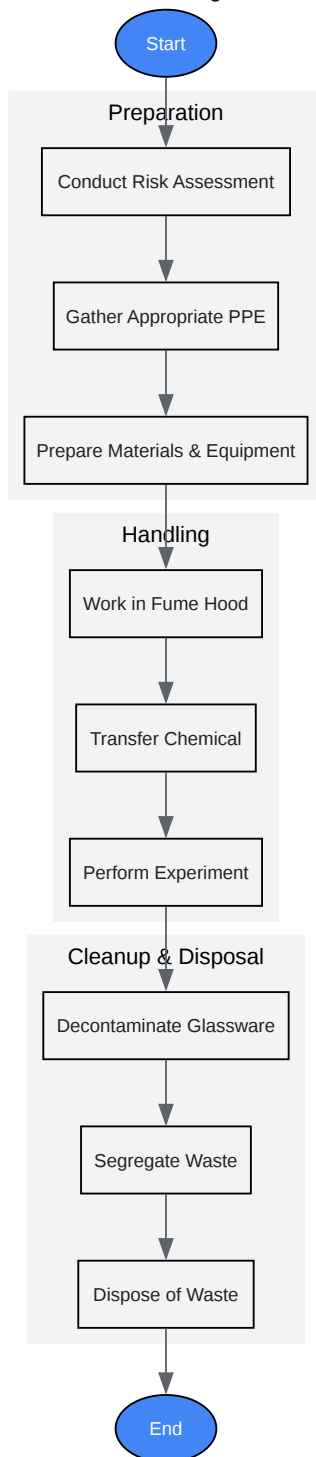 Start
Preparation
Conduct Risk Assessment
Gather Appropriate PPE
Prepare Materials & Equipment
Handling
Work in Fume Hood
Transfer Chemical
Perform Experiment
Cleanup & Disposal
Decontaminate Glassware
Segregate Waste
Dispose of Waste
End